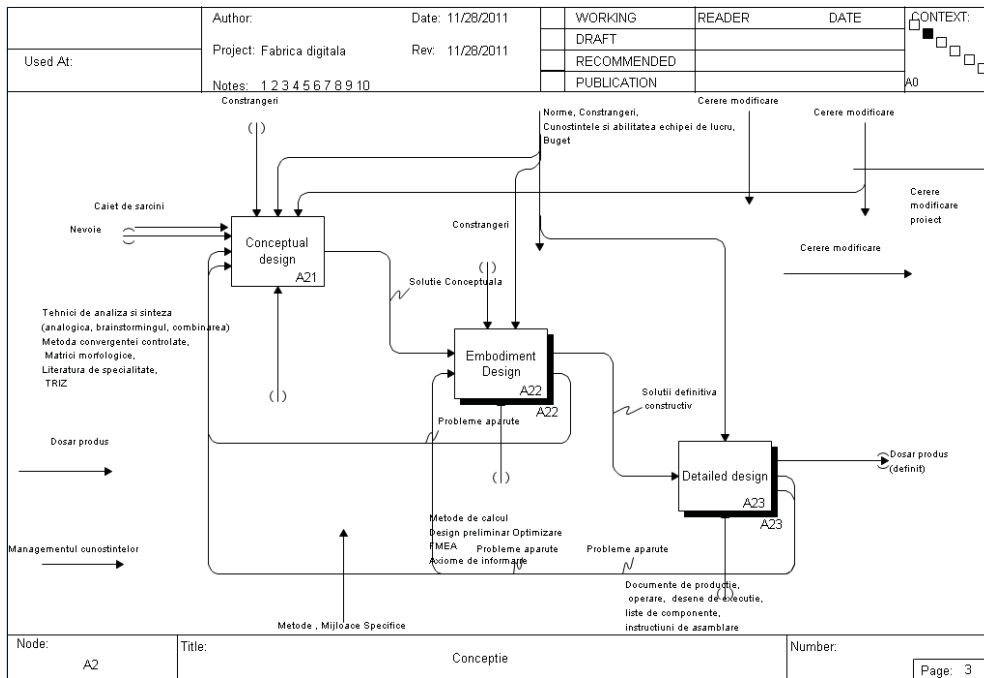 Used At:
Author:
Date: 11/28/2011
Project: Fabrica digitala
Rev: 11/28/2011
Notes: 1 2 3 4 5 6 7 8 9 10
WORKING
DRAFT
RECOMMENDED
PUBLICATION
READER
DATE
CONTEXT:
A0
Constrangeri
Norme, Constrangeri,
Cunostintele si abilitatea echipei de lucru,
Buget
Cerere modificare
Cerere modificare
Cerere
modificare
proiect
Cerere modificare
Caiet de sarcini
Nevoie
Conceptual
design
A21
Constrangeri
Solutie Conceptuala
Tehnici de analiza si sinteza
(analogica, brainstormingul, combinarea)
Metoda convergentei controlate,
Matrici morfologice,
Literatura de specialitate,
TRIZ
Embodiment
Design
A22
A22
Probleme aparute
Solutii definitiva
constructiv
Dosar produs
Detailed design
A23
A23
Dosar produs
(definit)
Metode de calcul
Design preliminar Optimizare
FMEA
Axiome de informare
Probleme aparute
Probleme aparute
Managementul cunostintelor
Documente de productie,
operare, desene de executie,
liste de componente,
instructiuni de asamblare
Metode , Mijloace Specifice
Node:
A2
Title:
Conceptie
Number:
Page: 3